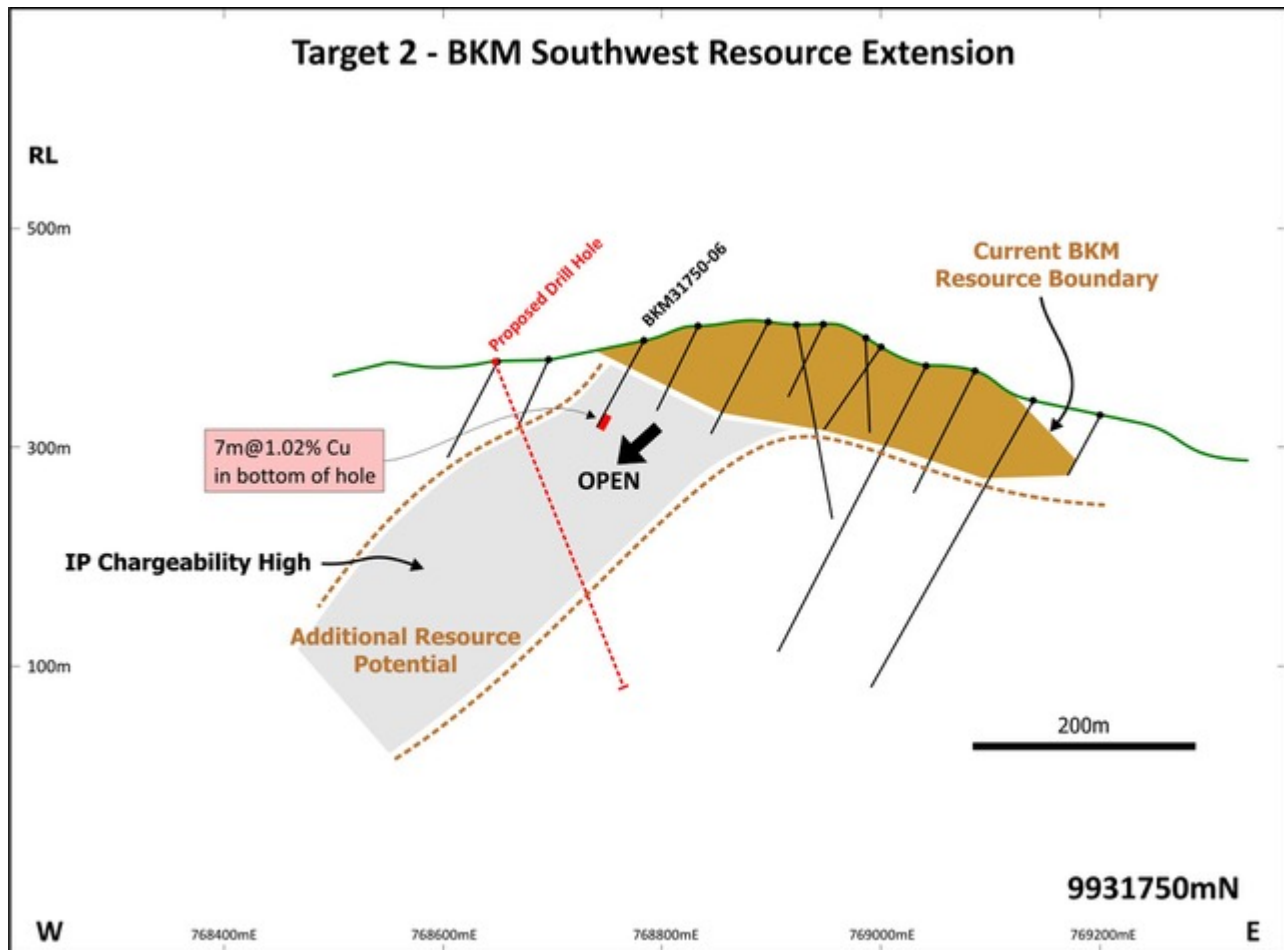 Target 2 - BKM Southwest Resource Extension
RL
500m
300m
100m
Proposed Drill Hole
BKM31750-06
Current BKM
Resource Boundary
7m@1.02% Cu
in bottom of hole
OPEN
IP Chargeability High
Additional Resource
Potential
200m
9931750mN
W
768400mE
768600mE
768800mE
769000mE
769200mE
E